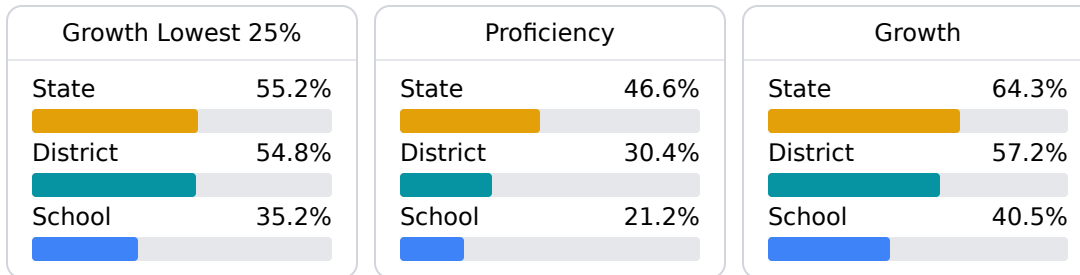 Growth Lowest 25%
State 55.2%
District 54.8%
School 35.2%
Proficiency
State 46.6%
District 30.4%
School 21.2%
Growth
State 64.3%
District 57.2%
School 40.5%